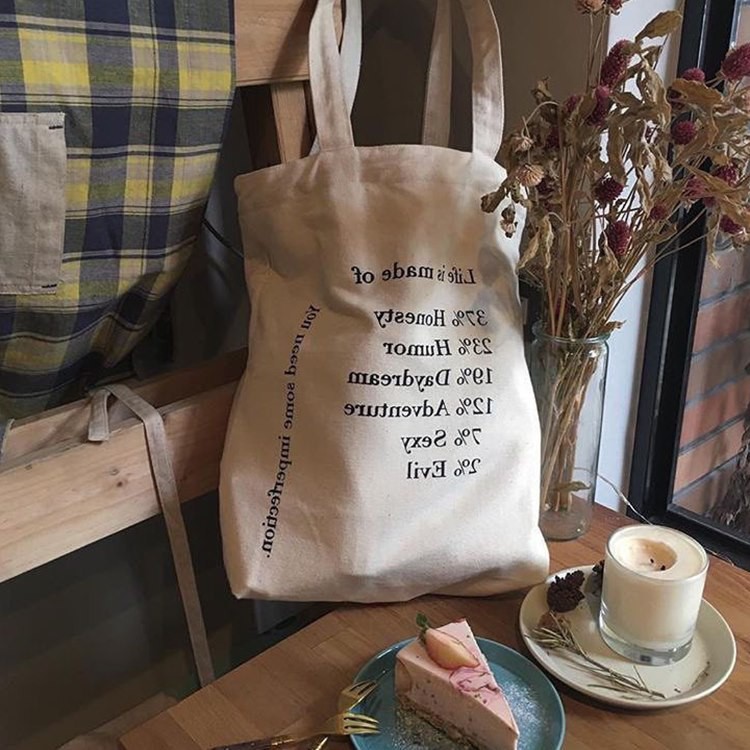 Life is made of
37% Honesty
23% Humor
19% Daydream
12% Adventure
7% Sexy
2% Evil
You need some imperfection.